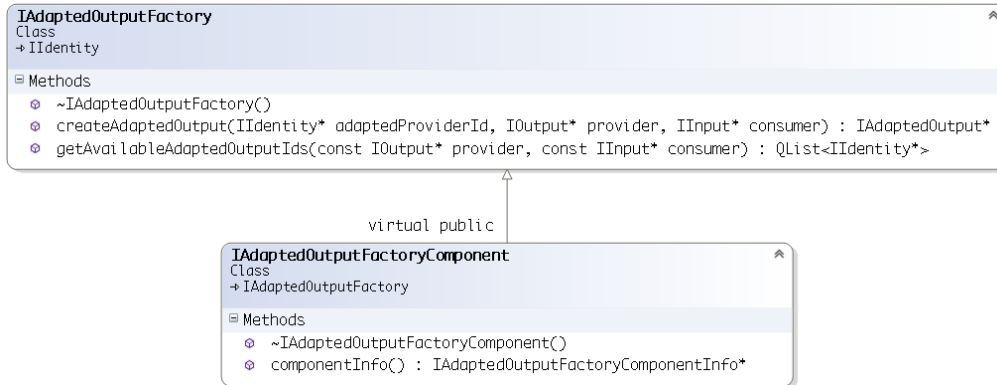 IAdaptedOutputFactory
Class
IIdentity
Methods
~IAdaptedOutputFactory()
createAdaptedOutput(IIdentity* adaptedProviderId, IOutput* provider, IInput* consumer) : IAdaptedOutput*
getAvailableAdaptedOutputIds(const IOutput* provider, const IInput* consumer) : QList<IIdentity*>
virtual public
IAdaptedOutputFactoryComponent
Class
IAdaptedOutputFactory
Methods
~IAdaptedOutputFactoryComponent()
componentInfo() : IAdaptedOutputFactoryComponentInfo*